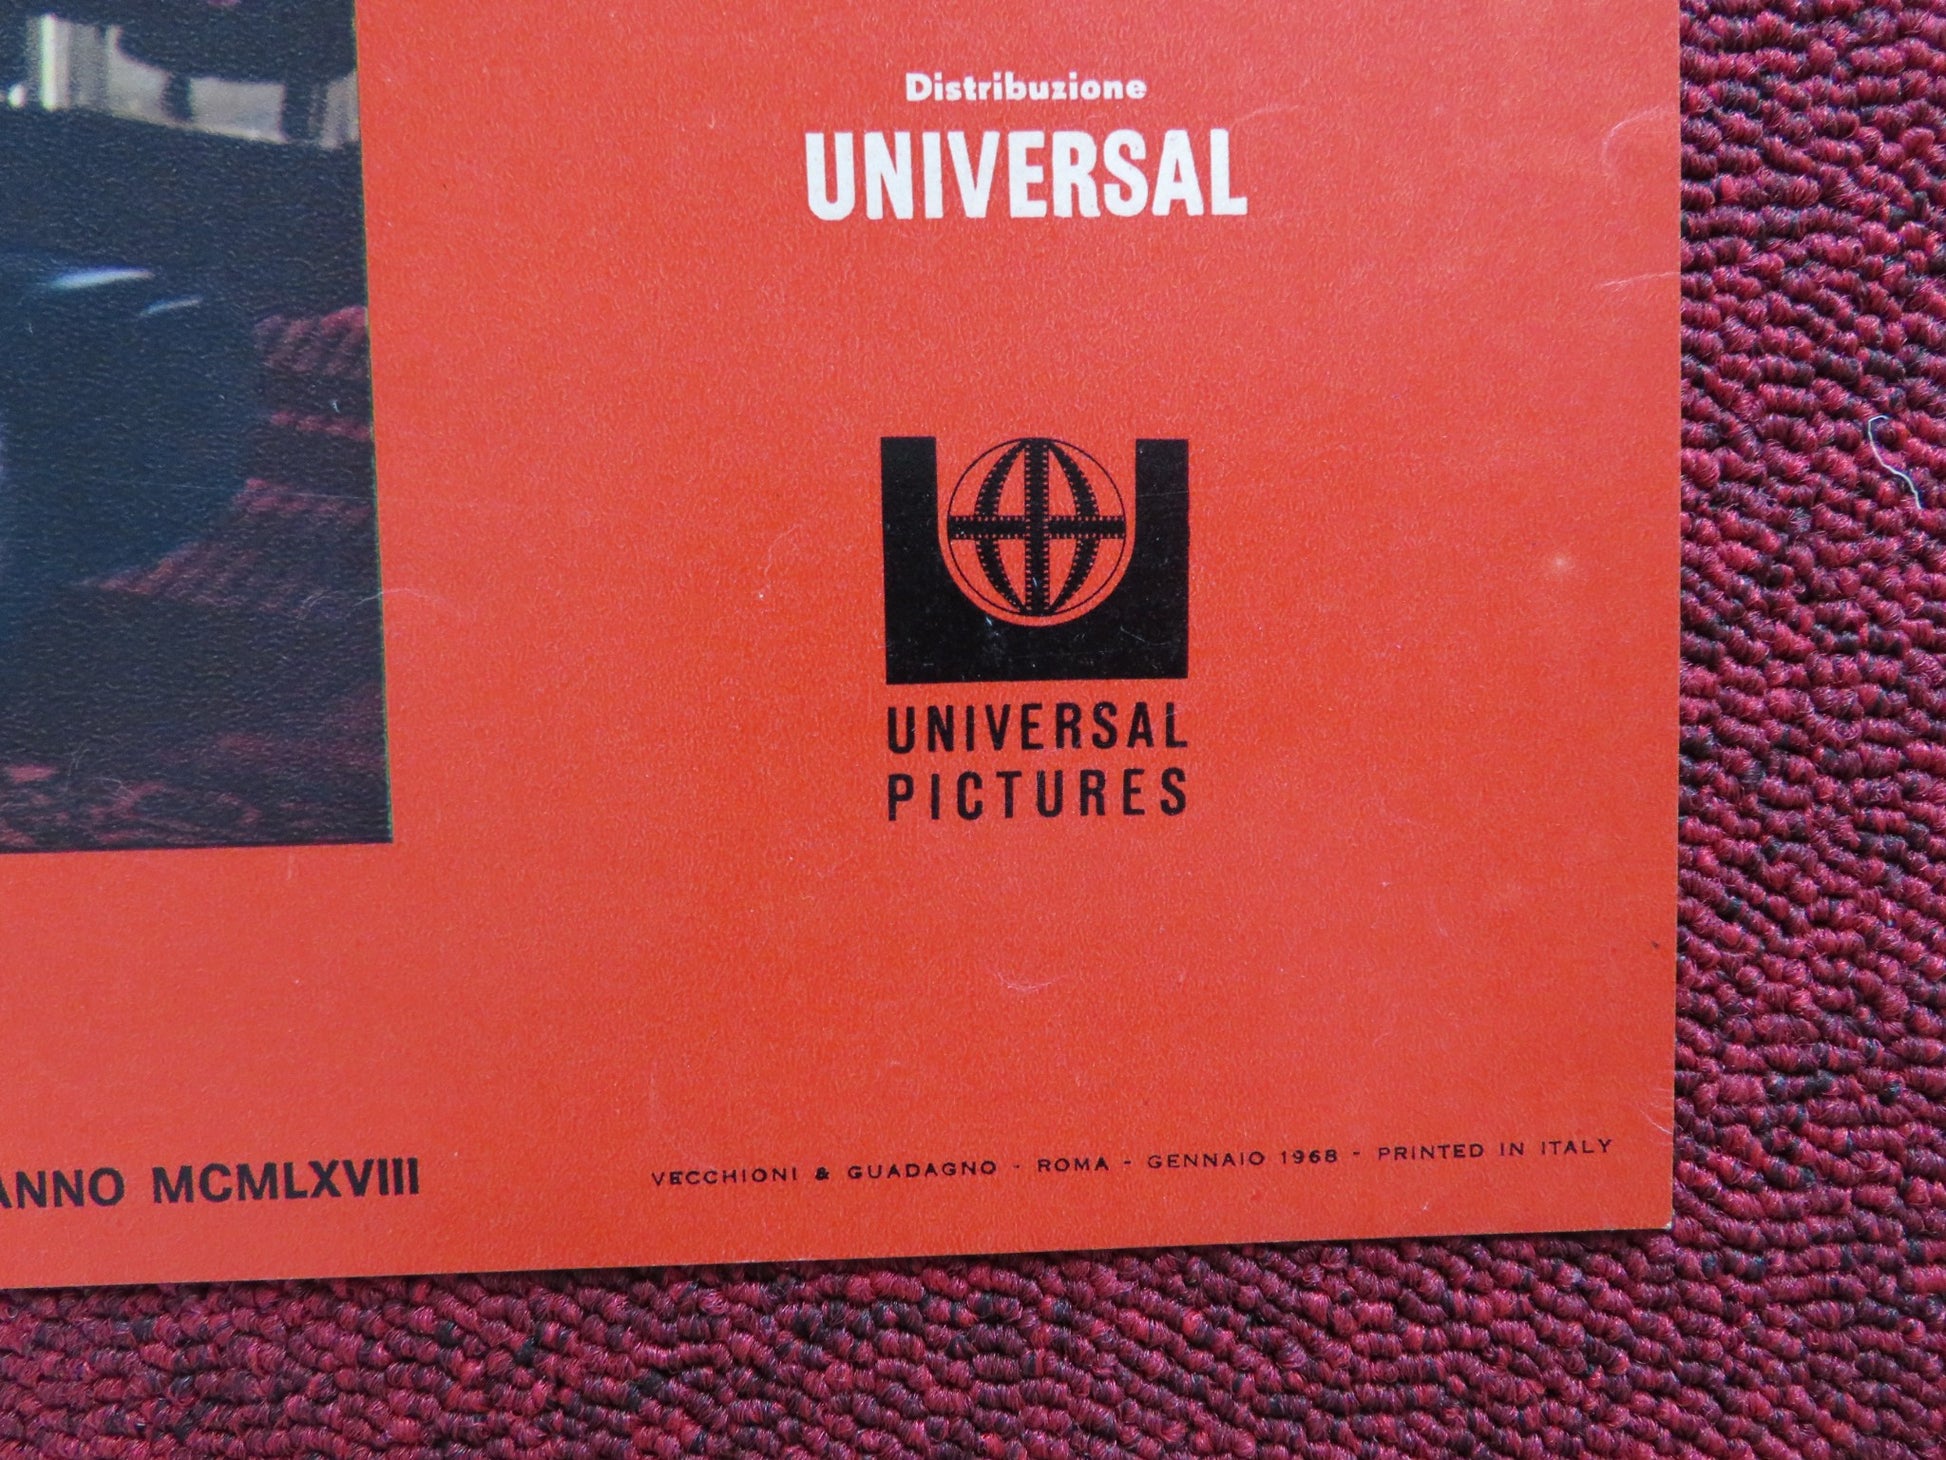 Distribuzione
UNIVERSAL
UNIVERSAL
PICTURES
ANNO MCMLXVIII
VECCHIONI & GUADAGNO - ROMA - GENNAIO 1968 - PRINTED IN ITALY